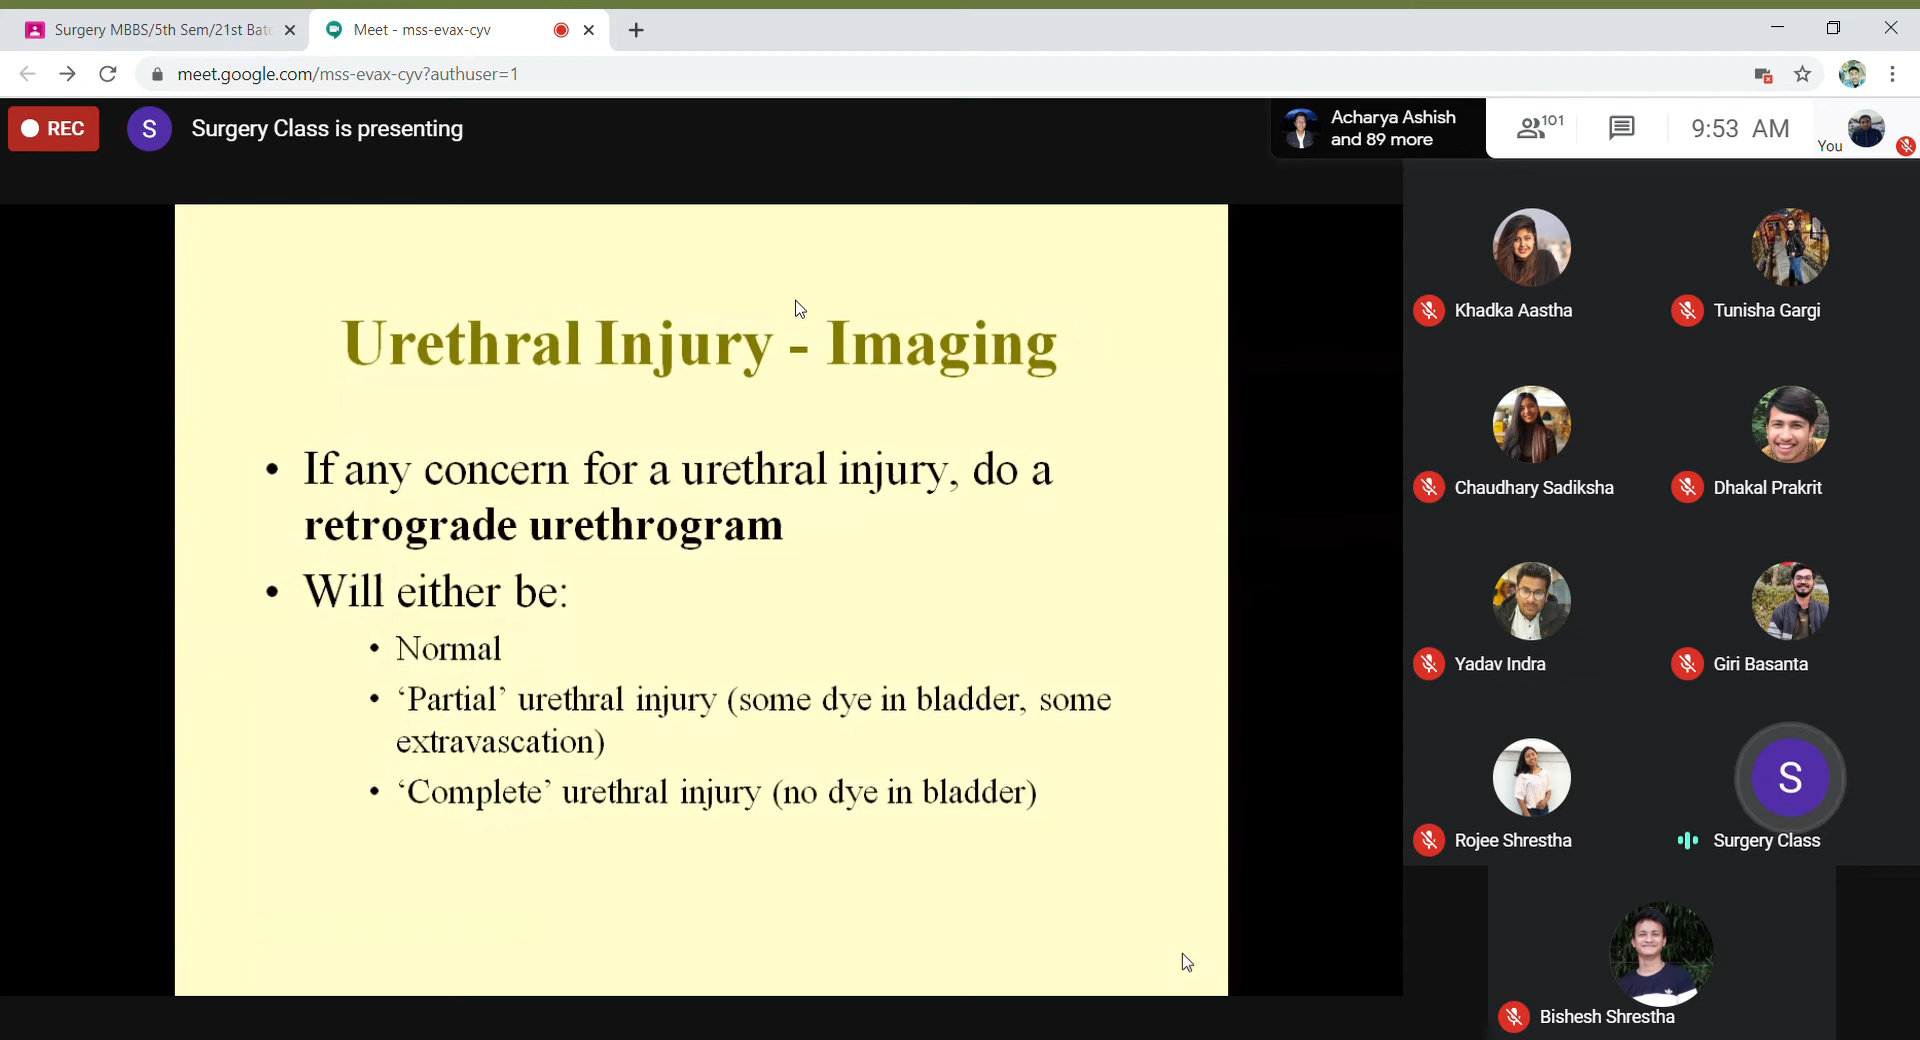 Surgery MBBS/5th Sem/21st Batc
Meet - mss-evax-cyv
meet.google.com/mss-evax-cyv?authuser=1
REC
S
Surgery Class is presenting
Acharya Ashish
and 89 more
101
9:53 AM
You
Urethral Injury - Imaging
• If any concern for a urethral injury, do a
retrograde urethrogram
• Will either be:
• Normal
• ‘Partial’ urethral injury (some dye in bladder, some
extravascation)
• ‘Complete’ urethral injury (no dye in bladder)
Khadka Aastha
Tunisha Gargi
Chaudhary Sadiksha
Dhakal Prakrit
Yadav Indra
Giri Basanta
S
Rojee Shrestha
Surgery Class
Bishesh Shrestha